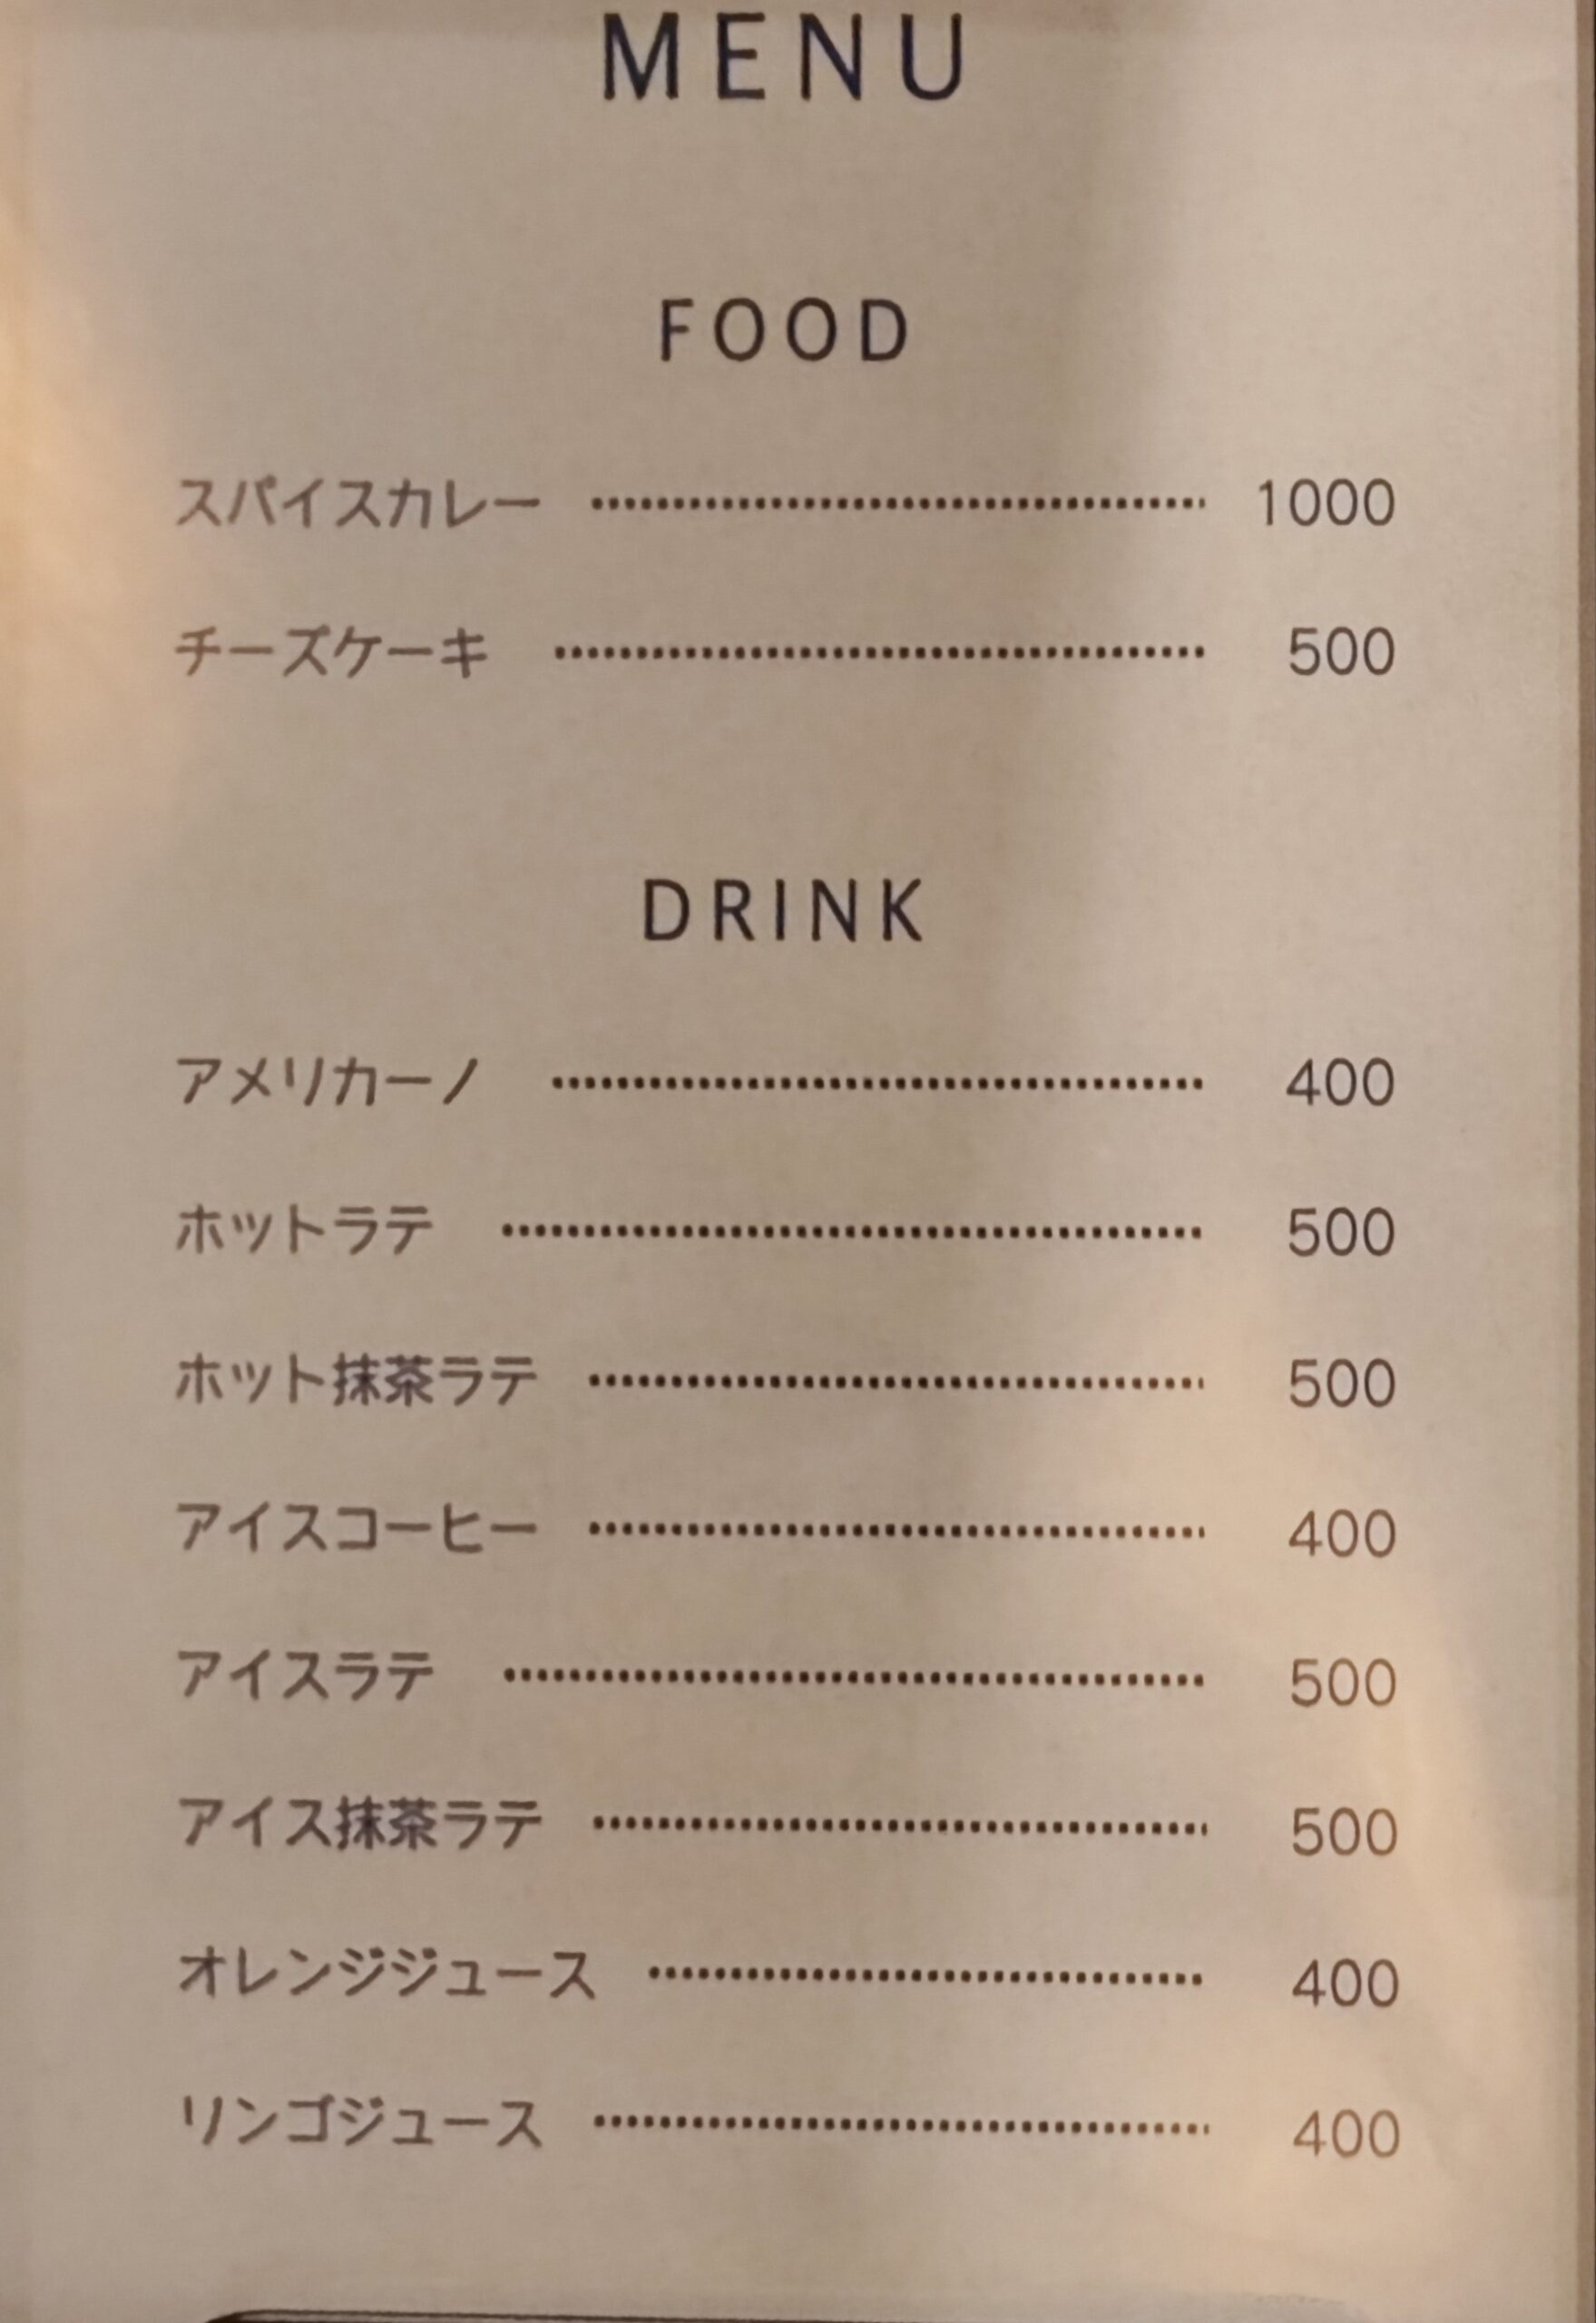 MENU
FOOD
スパイスカレー ........................................ 1000
チーズケーキ ........................................ 500
DRINK
アメリカーノ ........................................ 400
ホットラテ ........................................ 500
ホット抹茶ラテ ........................................ 500
アイスコーヒー ........................................ 400
アイスラテ ........................................ 500
アイス抹茶ラテ ........................................ 500
オレンジジュース ........................................ 400
リンゴジュース ........................................ 400